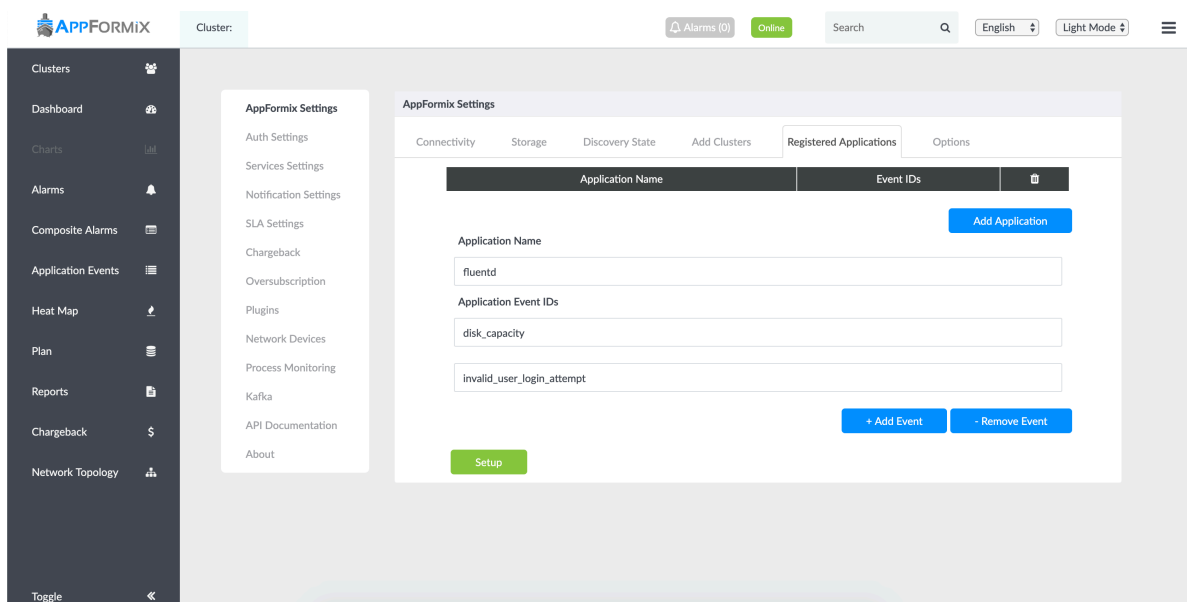 APPFORMIX
Cluster:
Alarms (0)
Online
Search
English
Light Mode
Clusters
Dashboard
Charts
Alarms
Composite Alarms
Application Events
Heat Map
Plan
Reports
Chargeback
Network Topology
Toggle
AppFormix Settings
Auth Settings
Services Settings
Notification Settings
SLA Settings
Chargeback
Oversubscription
Plugins
Network Devices
Process Monitoring
Kafka
API Documentation
About
AppFormix Settings
Connectivity Storage Discovery State Add Clusters Registered Applications Options
Application Name Event IDs
Add Application
Application Name
fluentd
Application Event IDs
disk_capacity
invalid_user_login_attempt
+ Add Event - Remove Event
Setup